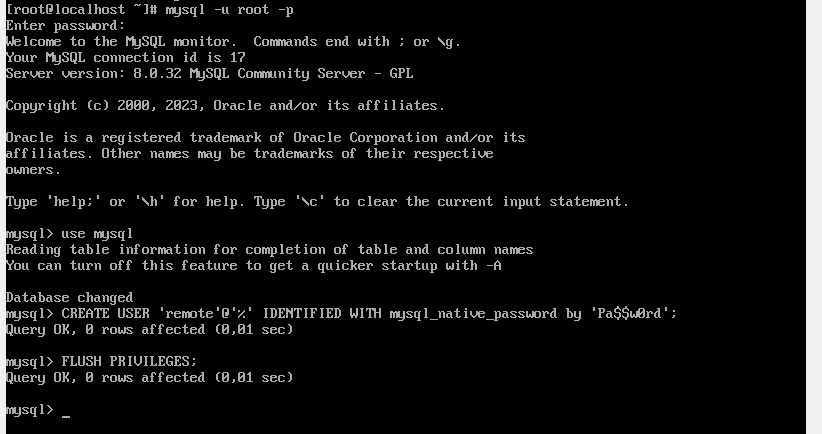 [root@localhost ~]# mysql -u root -p
Enter password:
Welcome to the MySQL monitor.  Commands end with ; or \g.
Your MySQL connection id is 17
Server version: 8.0.32 MySQL Community Server - GPL
Copyright (c) 2000, 2023, Oracle and/or its affiliates.
Oracle is a registered trademark of Oracle Corporation and/or its
affiliates. Other names may be trademarks of their respective
owners.
Type 'help;' or '\h' for help. Type '\c' to clear the current input statement.
mysql> use mysql
Reading table information for completion of table and column names
You can turn off this feature to get a quicker startup with -A
Database changed
mysql> CREATE USER 'remote'@'%' IDENTIFIED WITH mysql_native_password by 'Pa$$w0rd';
Query OK, 0 rows affected (0,01 sec)
mysql> FLUSH PRIVILEGES;
Query OK, 0 rows affected (0,01 sec)
mysql> _